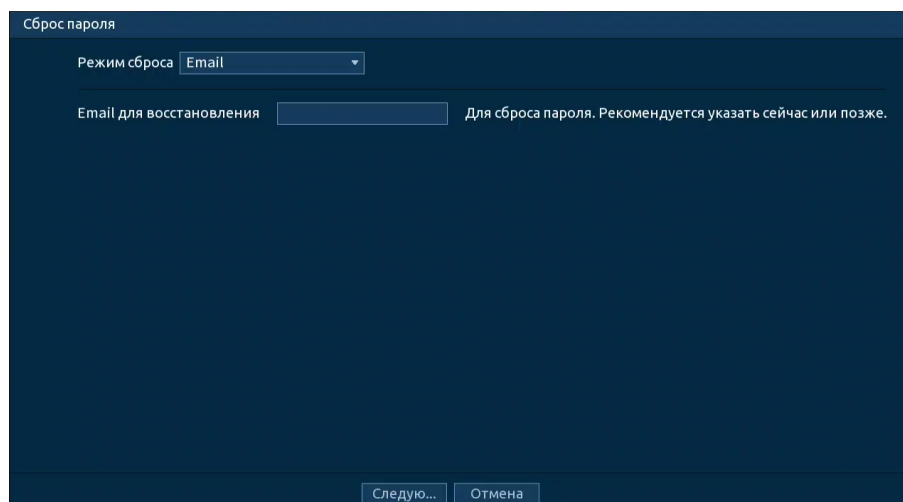 Сброс пароля
Режим сброса Email
Email для восстановления Для сброса пароля. Рекомендуется указать сейчас или позже.
Следую... Отмена